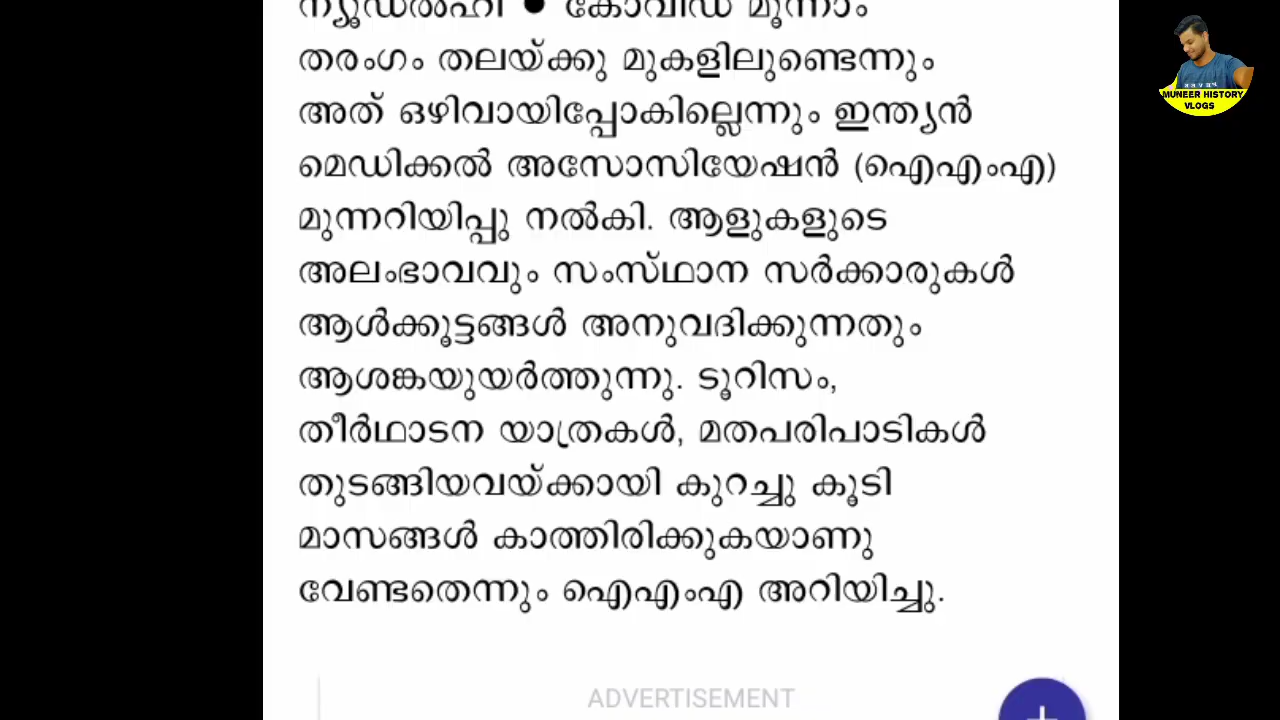 ന്യൂഡൽഹി ● കോവിഡ് മൂന്നാം
തരംഗം തലയ്ക്കു മുകളിലുണ്ടെന്നും
അത് ഒഴിവായിപ്പോകില്ലെന്നും ഇന്ത്യൻ
മെഡിക്കൽ അസോസിയേഷൻ (ഐഎംഎ)
മുന്നറിയിപ്പു നൽകി. ആളുകളുടെ
അലംഭാവവും സംസ്ഥാന സർക്കാരുകൾ
ആൾക്കൂട്ടങ്ങൾ അനുവദിക്കുന്നതും
ആശങ്കയുയർത്തുന്നു. ടൂറിസം,
തീർഥാടന യാത്രകൾ, മതപരിപാടികൾ
തുടങ്ങിയവയ്ക്കായി കുറച്ചു കൂടി
മാസങ്ങൾ കാത്തിരിക്കുകയാണു
വേണ്ടതെന്നും ഐഎംഎ അറിയിച്ചു.
ADVERTISEMENT
MUNEER HISTORY
VLOGS